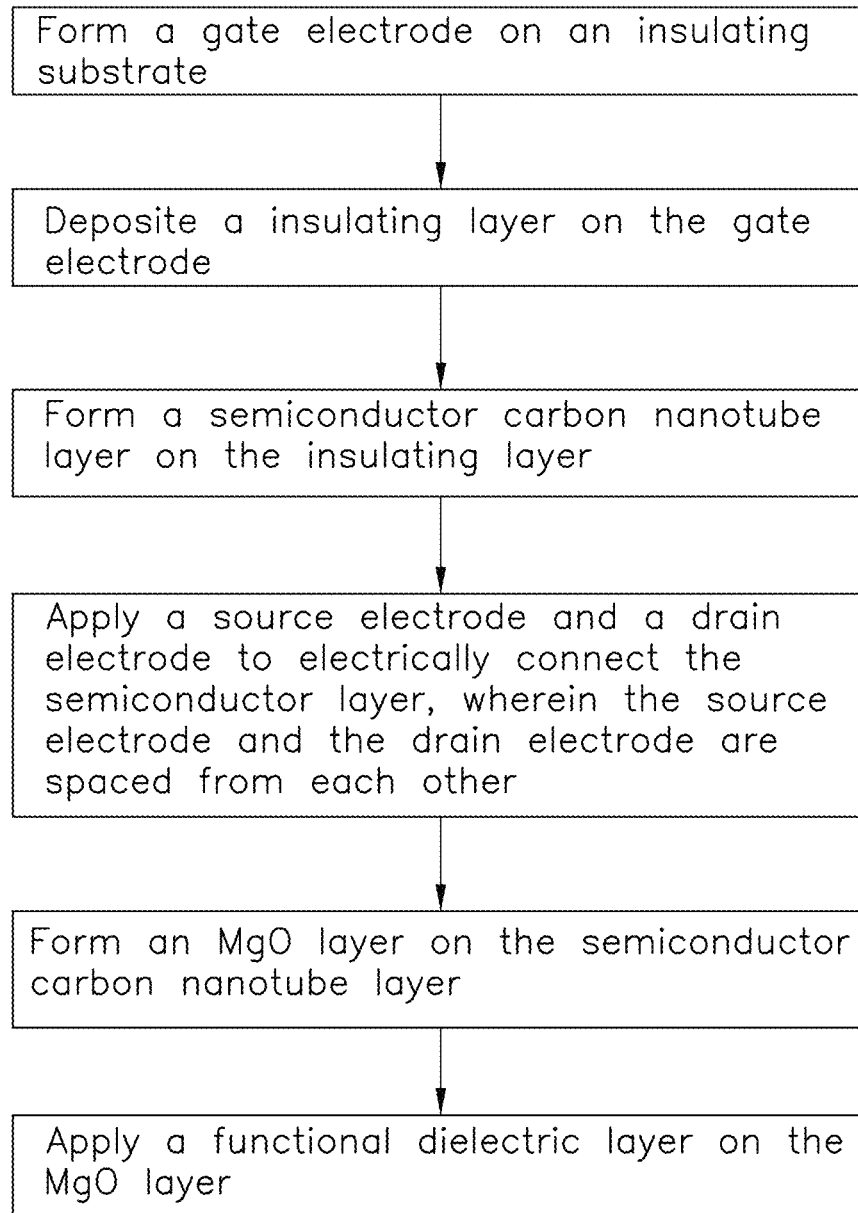 Form a gate electrode on an insulating
substrate
Deposite a insulating layer on the gate
electrode
Form a semiconductor carbon nanotube
layer on the insulating layer
Apply a source electrode and a drain
electrode to electrically connect the
semiconductor layer, wherein the source
electrode and the drain electrode are
spaced from each other
Form an MgO layer on the semiconductor
carbon nanotube layer
Apply a functional dielectric layer on the
MgO layer